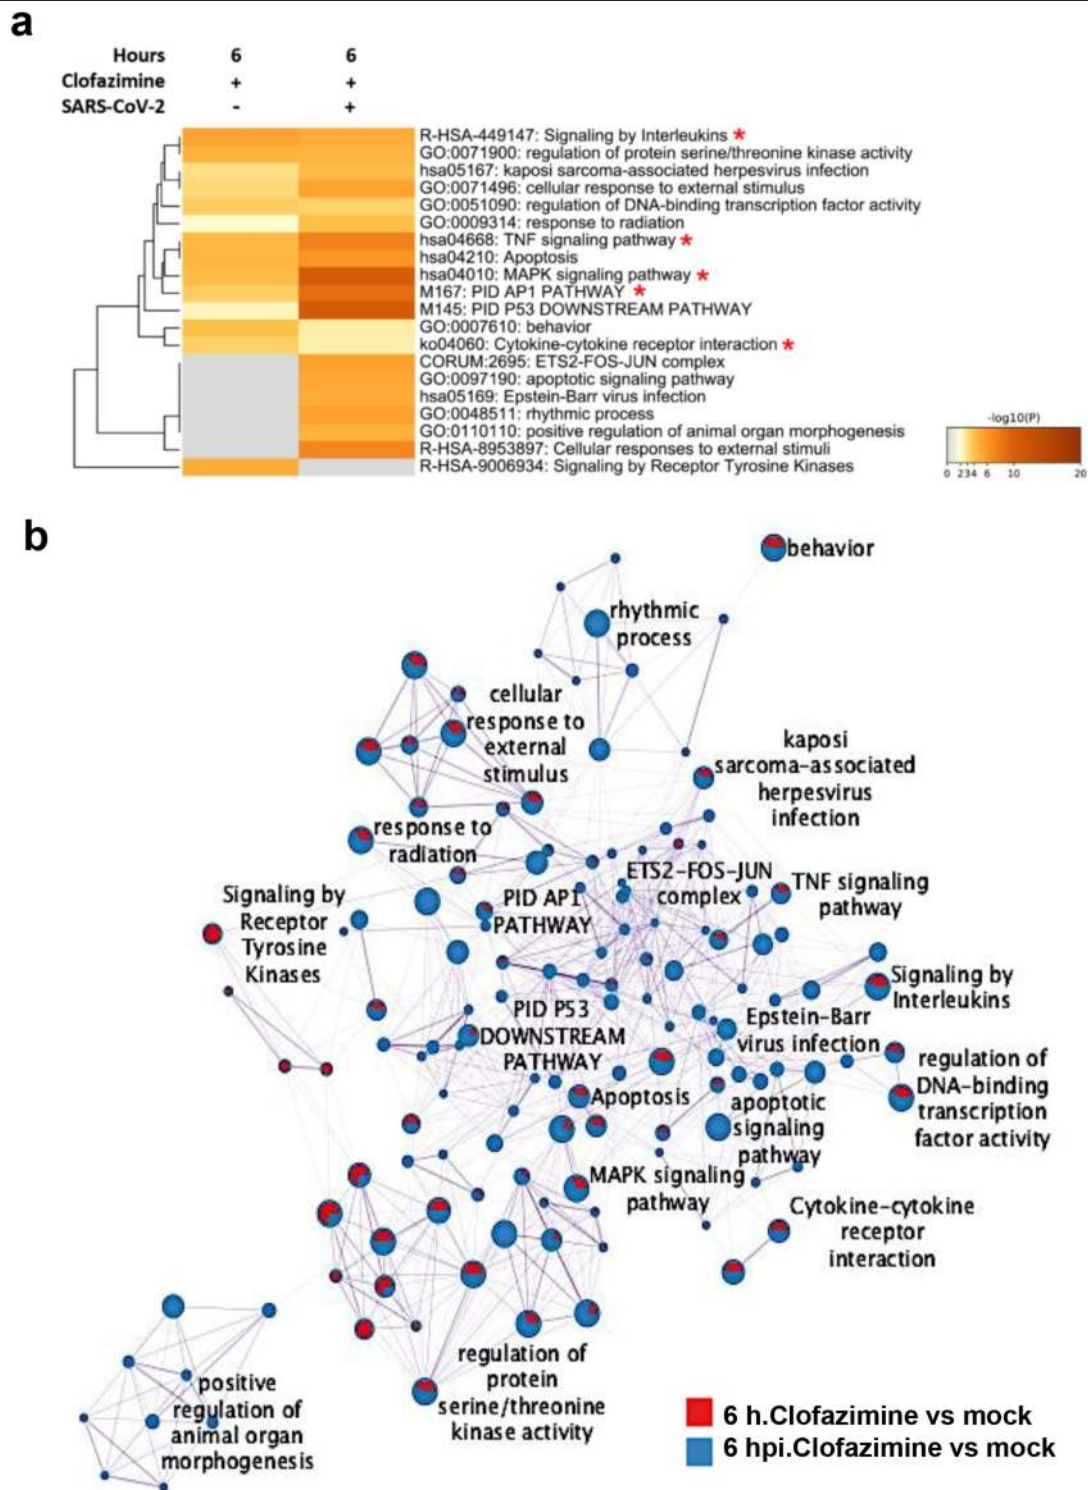 a
Hours 6 6
Clofazimine + +
SARS-CoV-2 - +
R-HSA-449147: Signaling by Interleukins *
GO:0071900: regulation of protein serine/threonine kinase activity
hsa05167: kaposi sarcoma-associated herpesvirus infection
GO:0071496: cellular response to external stimulus
GO:0051090: regulation of DNA-binding transcription factor activity
GO:0009314: response to radiation
hsa04668: TNF signaling pathway *
hsa04210: Apoptosis
hsa04010: MAPK signaling pathway *
M167: PID AP1 PATHWAY *
M145: PID P53 DOWNSTREAM PATHWAY
GO:0007610: behavior
ko04060: Cytokine-cytokine receptor interaction *
CORUM:2695: ETS2-FOS-JUN complex
GO:0097190: apoptotic signaling pathway
hsa05169: Epstein-Barr virus infection
GO:0048511: rhythmic process
GO:0110110: positive regulation of animal organ morphogenesis
R-HSA-8953897: Cellular responses to external stimuli
R-HSA-9006934: Signaling by Receptor Tyrosine Kinases
-log10(P)
0 2 3 4 6 10 20
b
behavior
rhythmic
process
cellular
response to
external
stimulus
kaposi
sarcoma-associated
herpesvirus
infection
response to
radiation
ETS2-FOS-JUN
complex
TNF signaling
pathway
Signaling by
Receptor
Tyrosine
Kinases
PID AP1
PATHWAY
Signaling by
Interleukins
PID P53
DOWNSTREAM
PATHWAY
Epstein-Barr
virus infection
regulation of
DNA-binding
transcription
factor activity
Apoptosis
apoptotic
signaling
pathway
MAPK signaling
pathway
Cytokine-cytokine
receptor
interaction
regulation of
protein
serine/threonine
kinase activity
positive
regulation of
animal organ
morphogenesis
6 h.Clofazimine vs mock
6 hpi.Clofazimine vs mock